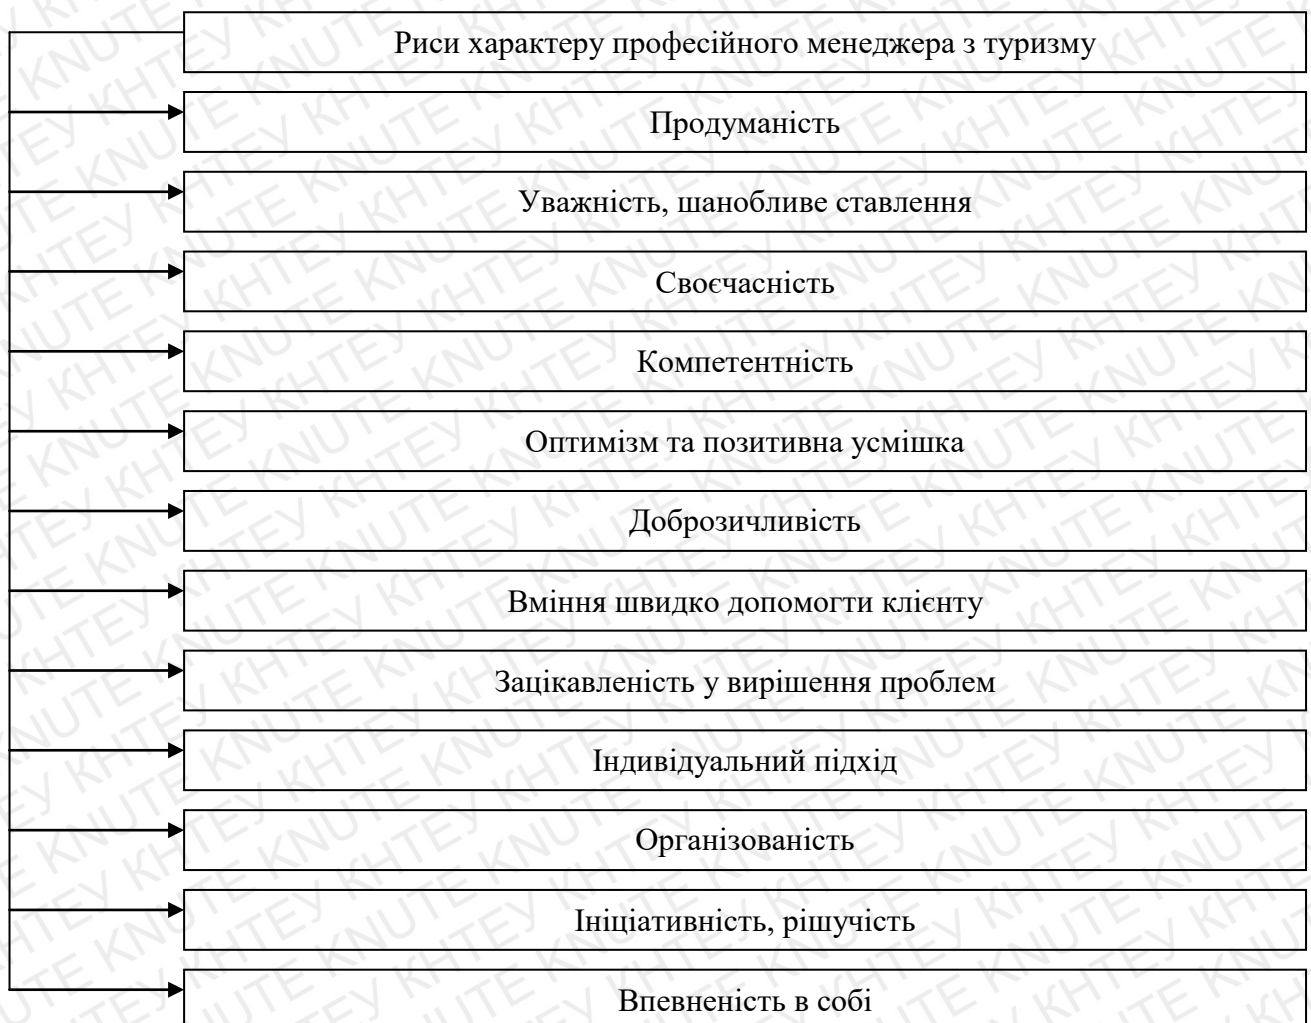 Риси характеру професійного менеджера з туризму
Продуманість
Уважність, шанобливе ставлення
Своєчасність
Компетентність
Оптимізм та позитивна усмішка
Доброзичливість
Вміння швидко допомогти клієнту
Зацікавленість у вирішення проблем
Індивідуальний підхід
Організованість
Ініціативність, рішучість
Впевненість в собі